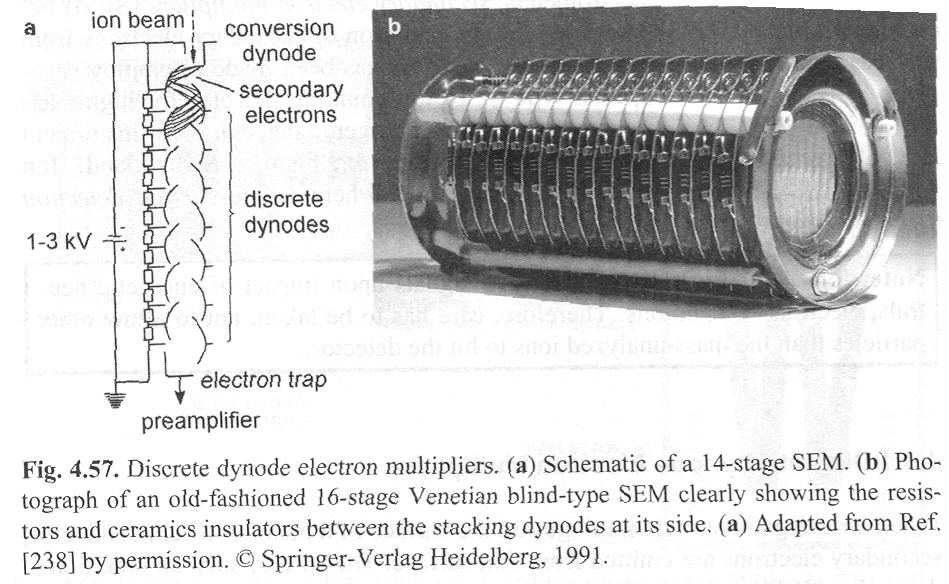 a
ion beam
conversion
dynode
secondary
electrons
discrete
dynodes
1-3 kV
electron trap
preamplifier
b
Fig. 4.57. Discrete dynode electron multipliers. (a) Schematic of a 14-stage SEM. (b) Pho-
tograph of an old-fashioned 16-stage Venetian blind-type SEM clearly showing the resis-
tors and ceramics insulators between the stacking dynodes at its side. (a) Adapted from Ref.
[238] by permission. © Springer-Verlag Heidelberg, 1991.